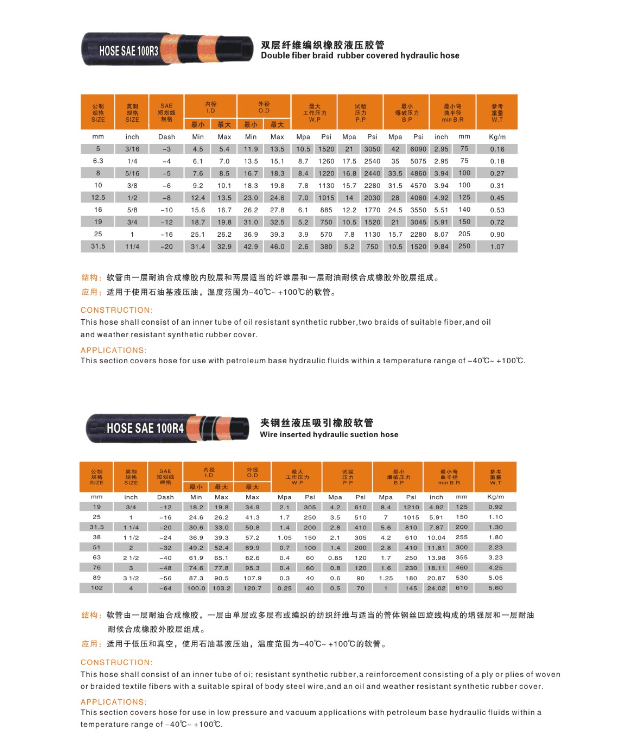 HOSE SAE 100R3
双层纤维编织橡胶液压胶管
Double fiber braid rubber covered hydraulic hose
公制规格 SIZE 英制规格 SIZE SAE 短划线规格 内径 I.D 外径 O.D 最大工作压力 W.P 试验压力 P.P 最小爆破压力 B.P 最小弯曲半径 min B.R 参考重量 W.T
最小 最大 最小 最大
mm inch Dash Min Max Min Max Mpa Psi Mpa Psi Mpa Psi inch mm Kg/m
5 3/16 -3 4.5 5.4 11.9 13.5 10.5 1520 21 3050 42 6090 2.95 75 0.16
6.3 1/4 -4 6.1 7.0 13.5 15.1 8.7 1260 17.5 2540 35 5075 2.95 75 0.18
8 5/16 -5 7.6 8.5 16.7 18.3 8.4 1220 16.8 2440 33.5 4860 3.94 100 0.27
10 3/8 -6 9.2 10.1 18.3 19.8 7.8 1130 15.7 2280 31.5 4570 3.94 100 0.31
12.5 1/2 -8 12.4 13.5 23.0 24.6 7.0 1015 14 2030 28 4060 4.92 125 0.45
16 5/8 -10 15.6 16.7 26.2 27.8 6.1 885 12.2 1770 24.5 3550 5.51 140 0.53
19 3/4 -12 18.7 19.8 31.0 32.5 5.2 750 10.5 1520 21 3045 5.91 150 0.72
25 1 -16 25.1 26.2 36.9 39.3 3.9 570 7.8 1130 15.7 2280 8.07 205 0.90
31.5 11/4 -20 31.4 32.9 42.9 46.0 2.6 380 5.2 750 10.5 1520 9.84 250 1.07
结构：软管由一层耐油合成橡胶内胶层和两层适当的纤维层和一层耐油耐候合成橡胶外胶层组成。
应用：适用于使用石油基液压油，温度范围为-40℃~ +100℃的软管。
CONSTRUCTION:
This hose shall consist of an inner tube of oil resistant synthetic rubber,two braids of suitable fiber,and oil
and weather resistant synthetic rubber cover.
APPLICATIONS:
This section covers hose for use with petroleum base hydraulic fluids within a temperature range of -40℃~ +100℃.
HOSE SAE 100R4
夹钢丝液压吸引橡胶软管
Wire inserted hydraulic suction hose
公制规格 SIZE 英制规格 SIZE SAE 短划线规格 内径 I.D 外径 O.D 最大工作压力 W.P 试验压力 P.P 最小爆破压力 B.P 最小弯曲半径 min B.R 参考重量 W.T
最小 最大 最大
mm inch Dash Min Max Max Mpa Psi Mpa Psi Mpa Psi inch mm Kg/m
19 3/4 -12 18.2 19.8 34.9 2.1 305 4.2 610 8.4 1210 4.92 125 0.92
25 1 -16 24.6 26.2 41.3 1.7 250 3.5 510 7 1015 5.91 150 1.10
31.5 11/4 -20 30.6 33.0 50.8 1.4 200 2.8 410 5.6 810 7.87 200 1.30
38 11/2 -24 36.9 39.3 57.2 1.05 150 2.1 305 4.2 610 10.04 255 1.80
51 2 -32 49.2 52.4 69.9 0.7 100 1.4 200 2.8 410 11.81 300 2.23
63 21/2 -40 61.9 65.1 82.6 0.4 60 0.85 120 1.7 250 13.98 355 3.23
76 3 -48 74.6 77.8 95.3 0.4 60 0.8 120 1.6 230 18.11 460 4.25
89 31/2 -56 87.3 90.5 107.9 0.3 40 0.6 90 1.25 180 20.87 530 5.05
102 4 -64 100.0 103.2 120.7 0.25 40 0.5 70 1 145 24.02 610 5.60
结构：软管由一层耐油合成橡胶，一层由单层或多层布或编织的纺织纤维与适当的管体钢丝回旋线构成的增强层和一层耐油
耐候合成橡胶外胶层组成。
应用：适用于低压和真空，使用石油基液压油，温度范围为-40℃~ +100℃的软管。
CONSTRUCTION:
This hose shall consist of an inner tube of oi; resistant synthetic rubber,a reinforcement consisting of a ply or plies of woven
or braided textile fibers with a suitable spiral of body steel wire,and an oil and weather resistant synthetic rubber cover.
APPLICATIONS:
This section covers hose for use in low pressure and vacuum applications with petroleum base hydraulic fluids within a
temperature range of -40℃~ +100℃.